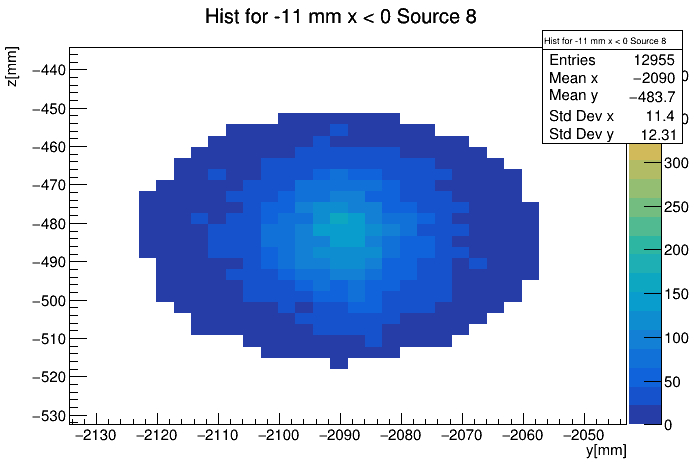 Hist for -11 mm x < 0 Source 8
Hist for -11 mm x < 0 Source 8
Entries 12955
Mean x −2090
Mean y −483.7
Std Dev x 11.4
Std Dev y 12.31
z[mm]
−440
−450
−460
−470
−480
−490
−500
−510
−520
−530
−2130 −2120 −2110 −2100 −2090 −2080 −2070 −2060 −2050
y[mm]
300
250
200
150
100
50
0